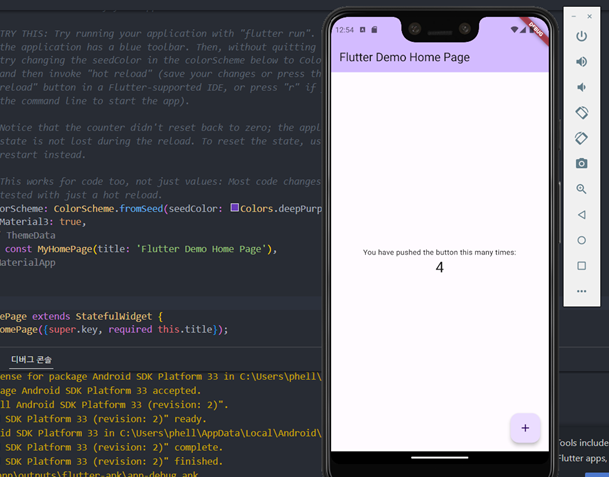 TRY THIS: Try running your application with "flutter run".
the application has a blue toolbar. Then, without quitting
try changing the seedColor in the colorScheme below to Colo
and then invoke "hot reload" (save your changes or press th
reload" button in a Flutter-supported IDE, or press "r" if
the command line to start the app).
Notice that the counter didn't reset back to zero; the appl
state is not lost during the reload. To reset the state, us
restart instead.
This works for code too, not just values: Most code changes
tested with just a hot reload.
orScheme: ColorScheme.fromSeed(seedColor: Colors.deepPurp
Material3: true,
ThemeData
const MyHomePage(title: 'Flutter Demo Home Page'),
MaterialApp
ePage extends StatefulWidget {
omePage({super.key, required this.title});
디버그 콘솔
ense for package Android SDK Platform 33 in C:\Users\phell\
age Android SDK Platform 33 accepted.
ll Android SDK Platform 33 (revision: 2)".
SDK Platform 33 (revision: 2)" ready.
id SDK Platform 33 in C:\Users\phell\AppData\Local\Android\
SDK Platform 33 (revision: 2)" complete.
SDK Platform 33 (revision: 2)" finished.
app\outputs\flutter-apk\app-debug.apk
12:54
DEBUG
Flutter Demo Home Page
You have pushed the button this many times:
4
+
Tools include
Flutter apps,